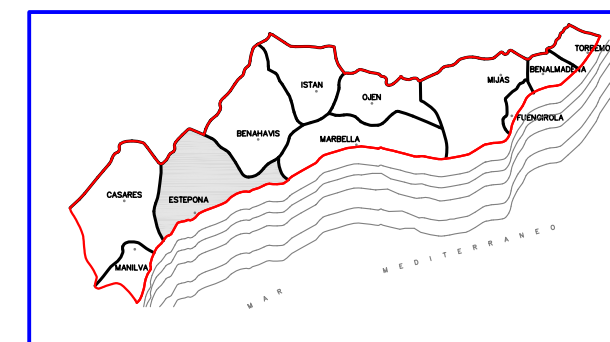 TORREMO
BENALMADENA
MIJAS
ISTAN
OJEN
FUENGIROLA
BENAHAVIS
MARBELLA
CASARES
ESTEPONA
MANILVA
MAR MEDITERRANEO